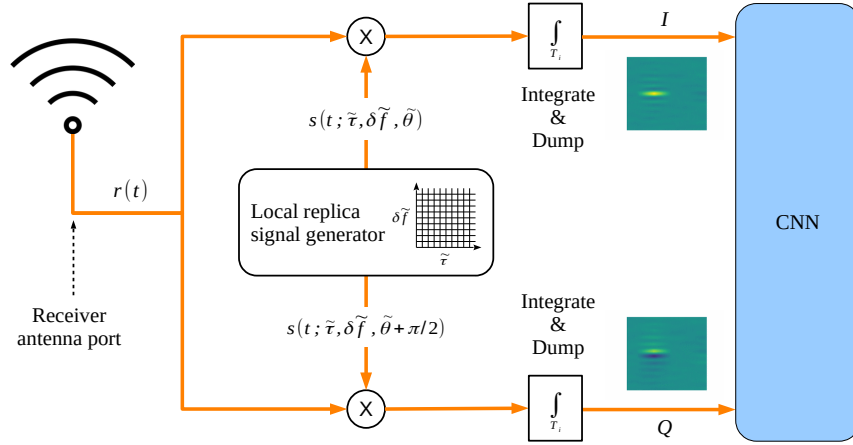 I
X
∫
T_i
Integrate
&
Dump
s(t; τ̃, δf̃, θ̃)
r(t)
Local replica
signal generator
δf̃
τ̃
CNN
Receiver
antenna port
s(t; τ̃, δf̃, θ̃+π/2)
Integrate
&
Dump
X
∫
T_i
Q